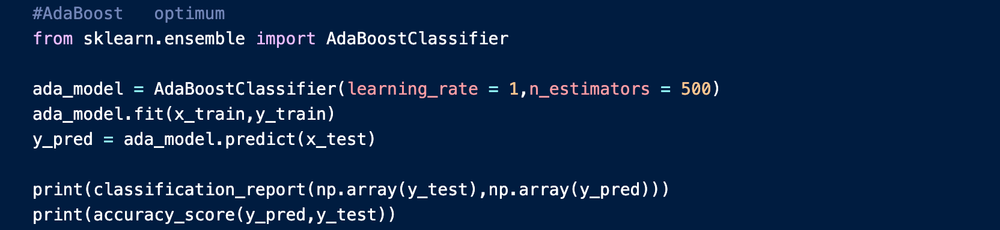 #AdaBoost   optimum
from sklearn.ensemble import AdaBoostClassifier
ada_model = AdaBoostClassifier(learning_rate = 1,n_estimators = 500)
ada_model.fit(x_train,y_train)
y_pred = ada_model.predict(x_test)
print(classification_report(np.array(y_test),np.array(y_pred)))
print(accuracy_score(y_pred,y_test))